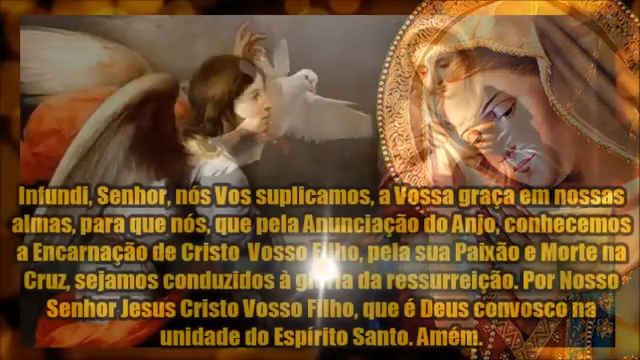 Infundi, Senhor, nós Vos suplicamos, a Vossa graça em nossas
almas, para que nós, que pela Anunciação do Anjo, conhecemos
a Encarnação de Cristo Vosso Filho, pela sua Paixão e Morte na
Cruz, sejamos conduzidos à glória da ressurreição. Por Nosso
Senhor Jesus Cristo Vosso Filho, que é Deus convosco na
unidade do Espírito Santo. Amém.